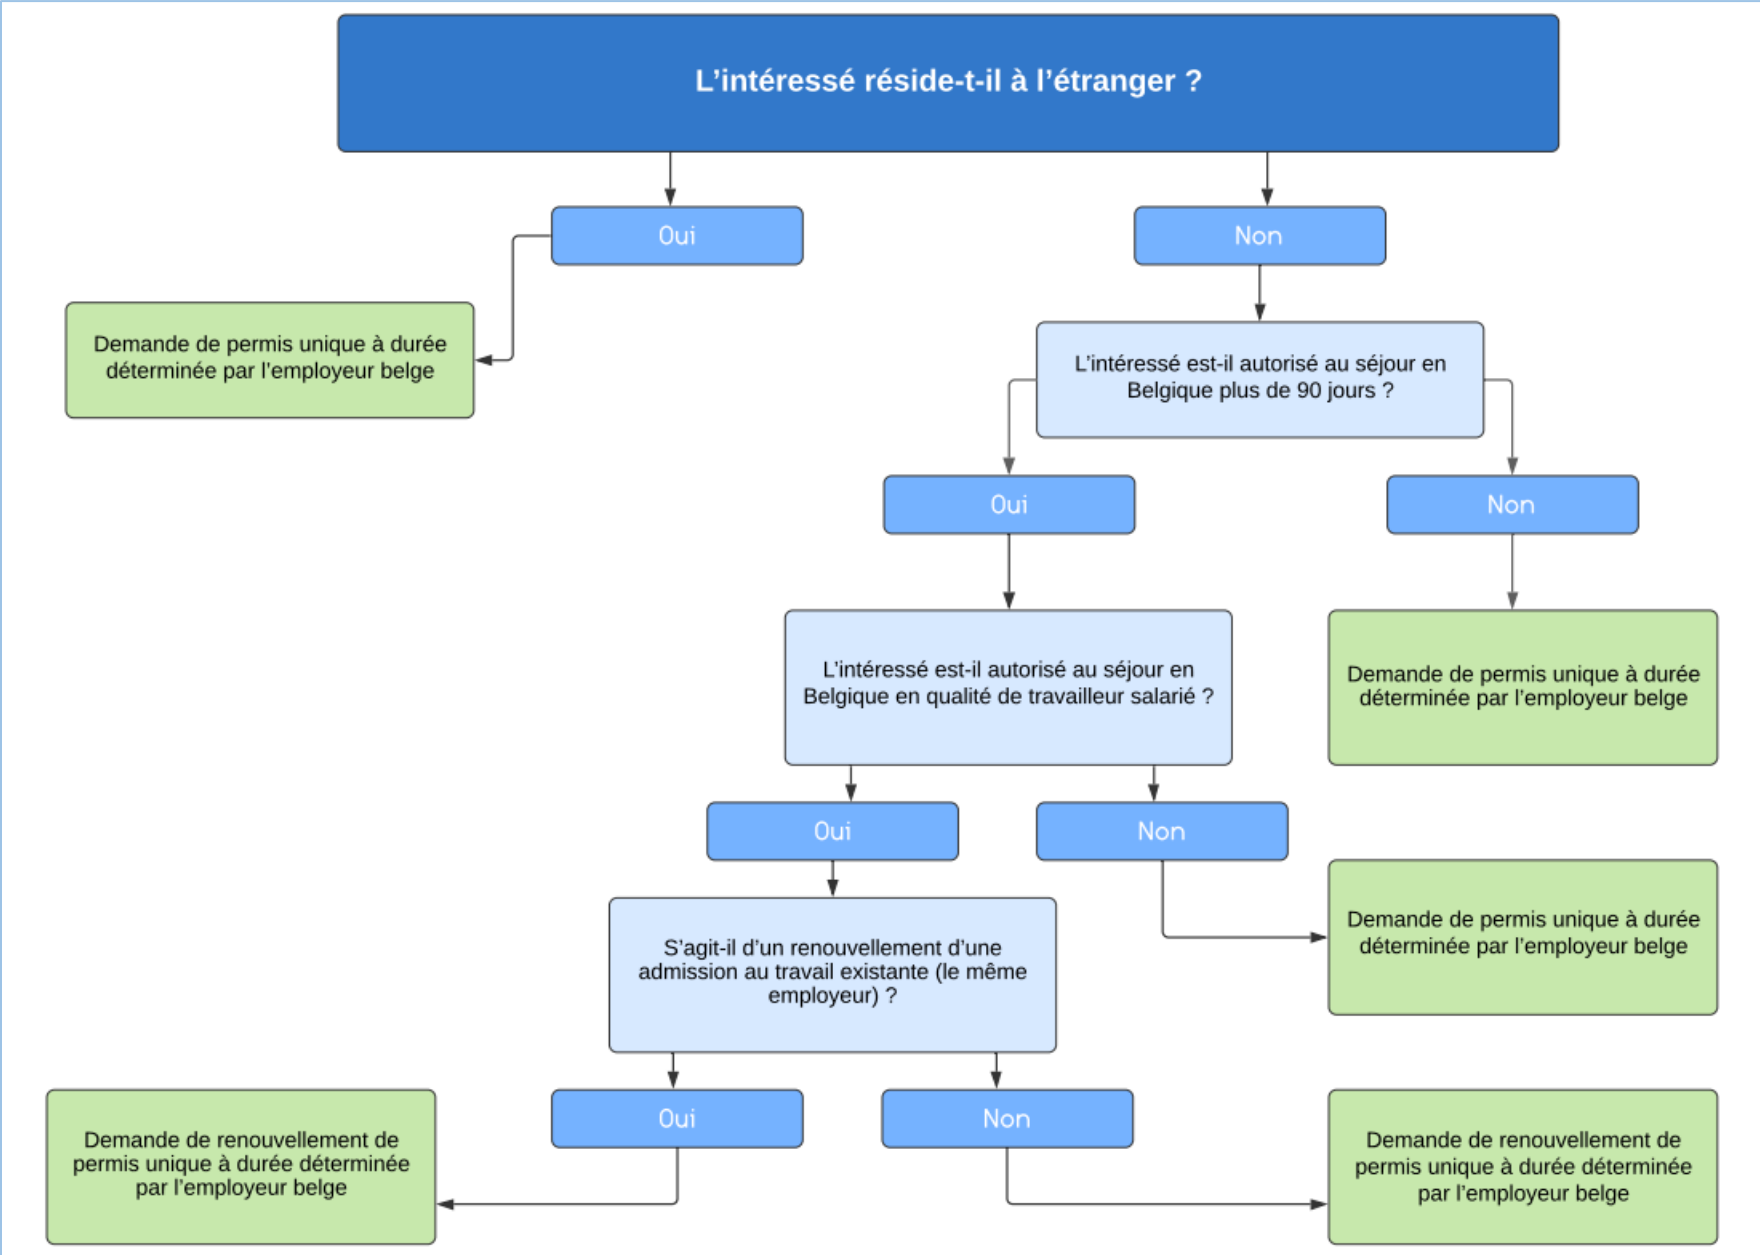 L’intéressé réside-t-il à l’étranger ?
Oui
Non
Demande de permis unique à durée
déterminée par l’employeur belge
L’intéressé est-il autorisé au séjour en
Belgique plus de 90 jours ?
Oui
Non
L’intéressé est-il autorisé au séjour en
Belgique en qualité de travailleur salarié ?
Demande de permis unique à durée
déterminée par l’employeur belge
Oui
Non
Demande de permis unique à durée
déterminée par l’employeur belge
S’agit-il d’un renouvellement d’une
admission au travail existante (le même
employeur) ?
Oui
Non
Demande de renouvellement de
permis unique à durée déterminée
par l’employeur belge
Demande de renouvellement de
permis unique à durée déterminée
par l’employeur belge